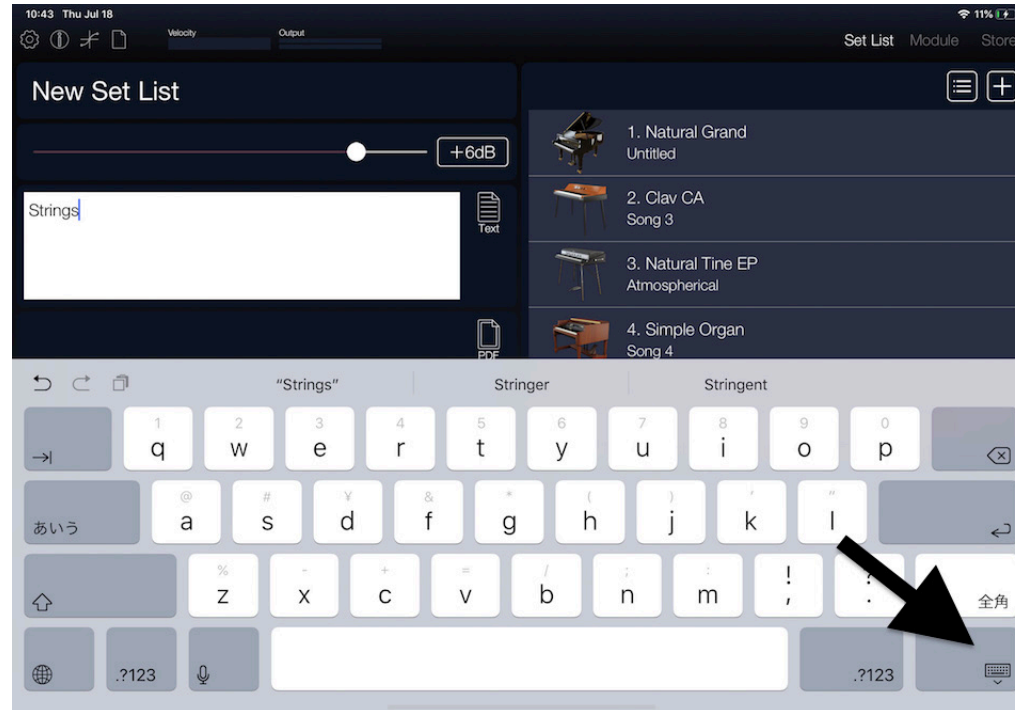 10:43 Thu Jul 18
11%
Velocity
Output
Set List Module Store
New Set List
+6dB
Strings
Text
PDF
1. Natural Grand
Untitled
2. Clav CA
Song 3
3. Natural Tine EP
Atmospherical
4. Simple Organ
Song 4
“Strings” Stringer Stringent
1 2 3 4 5 6 7 8 9 0
q w e r t y u i o p
@ # ¥ & * ( ) ' "
あいう a s d f g h j k l
% - + = / ; : ! ?
z x c v b n m , . 全角
.?123 .?123